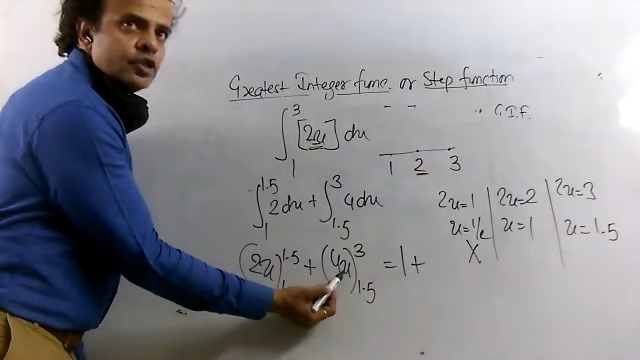 Greatest Integer func. or Step function
∫₁³ [2x] dx
G.I.F.
1 2 3
∫₁^1.5 2dx + ∫_1.5^3 4dx
2x=1 | 2x=2 | 2x=3
x=1/2 | x=1 | x=1.5
X
(2x)₁^1.5 + (4x)_1.5^3 = 1 +